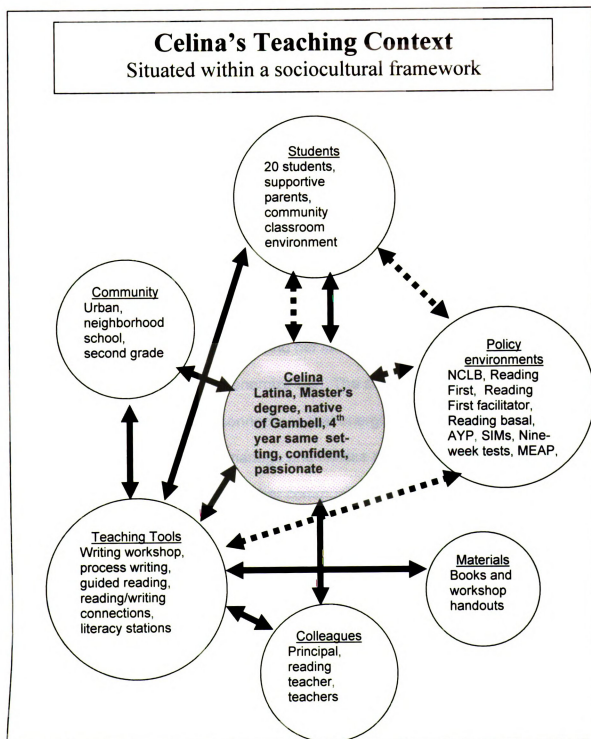 Celina's Teaching Context
Situated within a sociocultural framework
Students
20 students,
supportive
parents,
community
classroom
environment
Community
Urban,
neighborhood
school,
second grade
Celina
Latina, Master's
degree, native
of Gambell, 4th
year same set-
ting, confident,
passionate
Policy
environments
NCLB, Reading
First, Reading
First facilitator,
Reading basal,
AYP, SIMs, Nine-
week tests, MEAP,
Teaching Tools
Writing workshop,
process writing,
guided reading,
reading/writing
connections,
literacy stations
Materials
Books and
workshop
handouts
Colleagues
Principal,
reading
teacher,
teachers